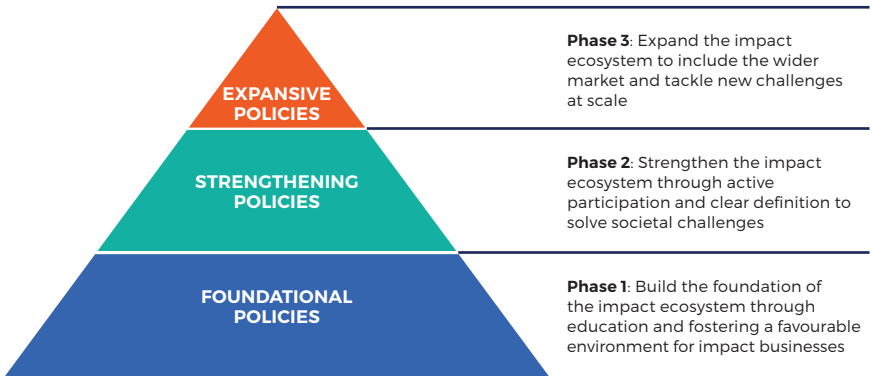 EXPANSIVE
POLICIES
Phase 3: Expand the impact
ecosystem to include the wider
market and tackle new challenges
at scale
STRENGTHENING
POLICIES
Phase 2: Strengthen the impact
ecosystem through active
participation and clear definition to
solve societal challenges
FOUNDATIONAL
POLICIES
Phase 1: Build the foundation of
the impact ecosystem through
education and fostering a favourable
environment for impact businesses